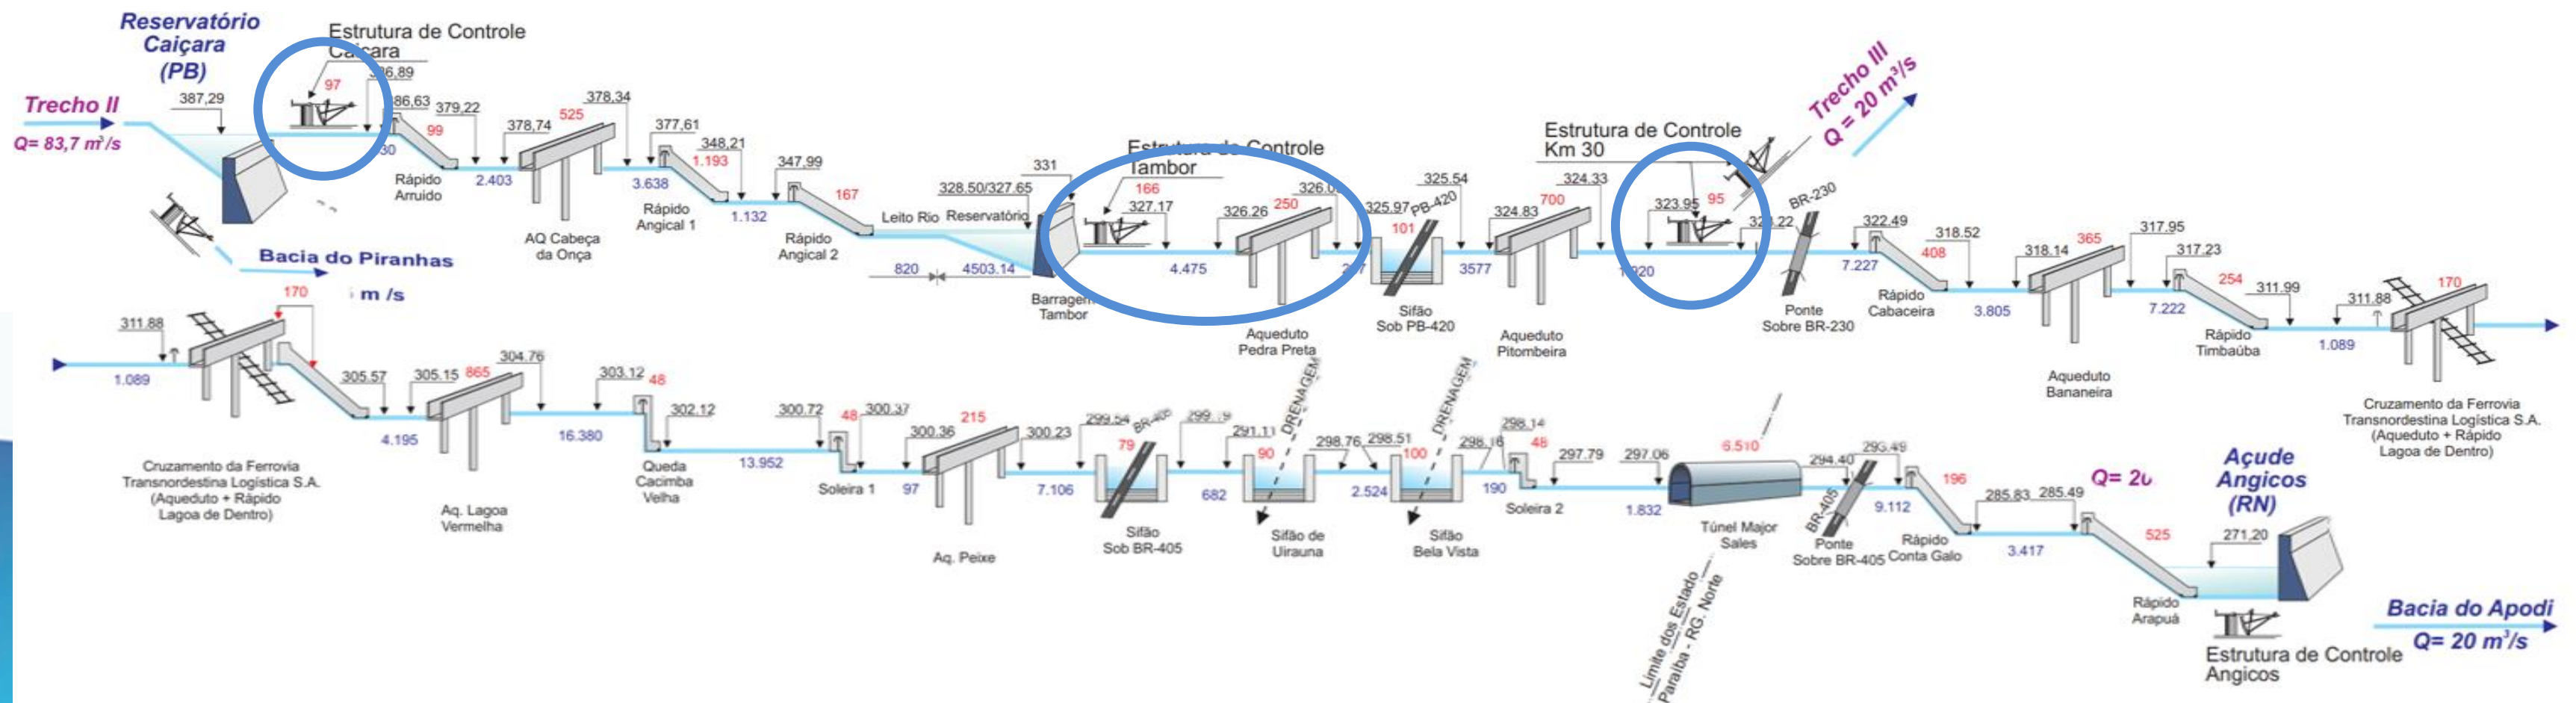 Reservatório
Caiçara
(PB)
Estrutura de Controle
Caiçara
97
387,29
Trecho II
Q= 83,7 m³/s
379,22
99
Rápido
Arruído
2.403
378,74
525
378,34
AQ Cabeça
da Onça
3.638
377,61
1.193
348,21
Rápido
Angical 1
1.132
347,99
167
Rápido
Angical 2
328.50/327.65
331
Leito Rio
Reservatório
820
4503.14
Barragem
Tambor
Estrutura de Controle
Tambor
166
327.17
4.475
326.26
250
Aqueduto
Pedra Preta
325.97
PB-420
101
325.54
Sifão
Sob PB-420
3577
324.83
700
324.33
Aqueduto
Pitombeira
Estrutura de Controle
Km 30
323.95
95
Trecho III
Q = 20 m³/s
BR-230
Ponte
Sobre BR-230
7.227
322.49
408
318.52
Rápido
Cabaceira
3.805
318.14
365
317.95
Aqueduto
Bananeira
7.222
317.23
254
311.99
Rápido
Timbaúba
1.089
311.88
170
Cruzamento da Ferrovia
Transnordestina Logística S.A.
(Aqueduto + Rápido
Lagoa de Dentro)
Bacia do Piranhas
m /s
311.88
170
1.089
Cruzamento da Ferrovia
Transnordestina Logística S.A.
(Aqueduto + Rápido
Lagoa de Dentro)
305.57
4.195
305.15
865
304.76
Aq. Lagoa
Vermelha
16.380
303.12
48
302.12
Queda
Cacimba
Velha
13.952
300.72
48
300.37
Soleira 1
97
300.36
215
300.23
Aq. Peixe
7.106
299.54
BR-405
79
Sifão
Sob BR-405
682
90
DRENAGEM
Sifão de
Uirauna
298.76
298.51
2.524
100
DRENAGEM
Sifão
Bela Vista
298.16
298.14
190
48
Soleira 2
297.79
297.06
1.832
6.510
Túnel Major
Sales
Limite dos Estado
Paraíba - RG. Norte
294.40
BR-405
Ponte
Sobre BR-405
9.112
196
Rápido
Conta Galo
285.83
285.49
3.417
525
Rápido
Arapuá
Açude
Angicos
(RN)
271,20
Bacia do Apodi
Q= 20 m³/s
Estrutura de Controle
Angicos